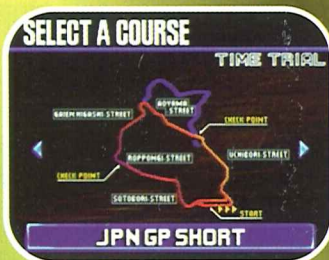 SELECT A COURSE
TIME TRIAL
AOYAMA
STREET
GAIEN HIGASHI STREET
CHECK POINT
ROPPONGI STREET
UCHIBORI STREET
CHECK POINT
SOTOBORI STREET
START
JPN GP SHORT